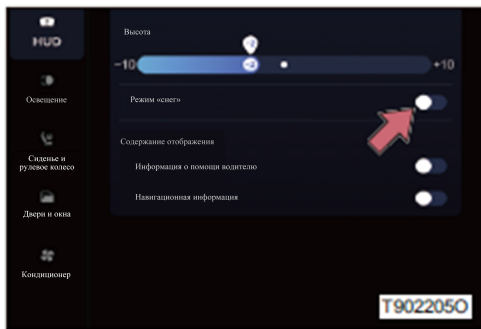 HUD
Высота
-2
−10
-2
+10
Освещение
Режим «снег»
Содержание отображения
Сиденье и
рулевое колесо
Информация о помощи водителю
Навигационная информация
Двери и окна
Кондиционер
T902205O